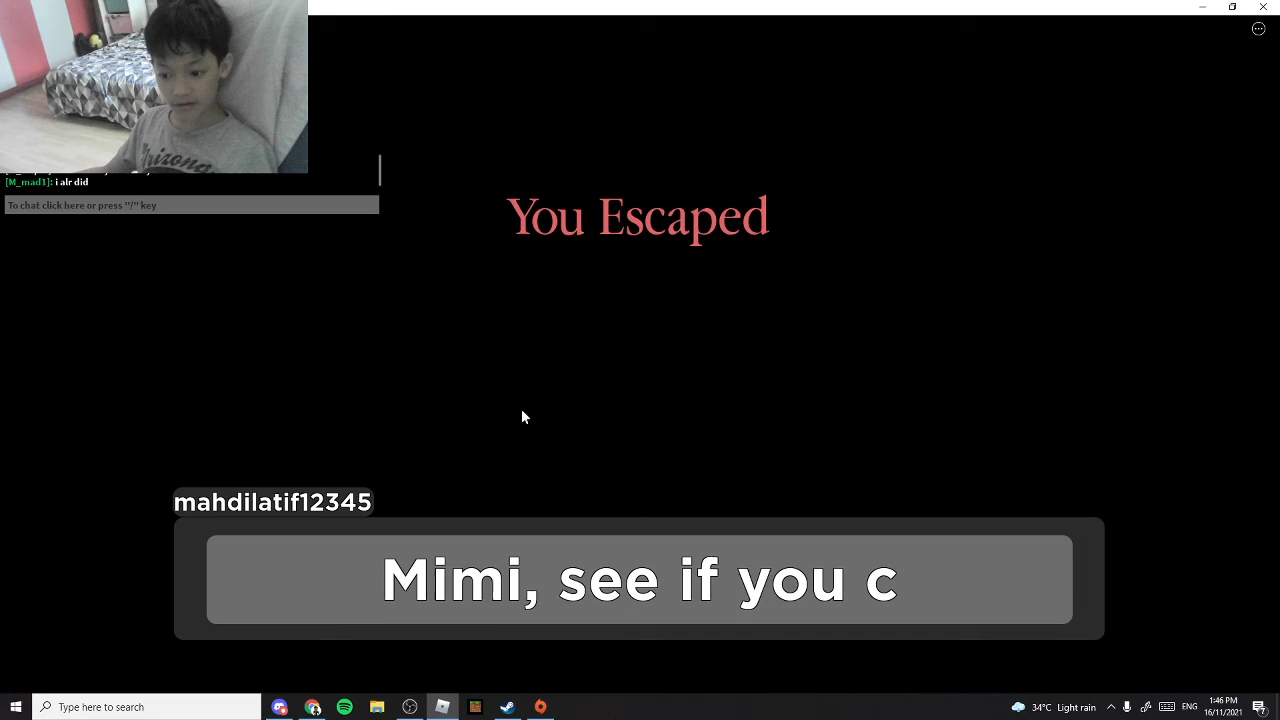 Arizona
[M_mad1]: i alr did
To chat click here or press "/" key
You Escaped
mahdilatif12345
Mimi, see if you c
Type here to search
34°C Light rain
ENG
1:46 PM
16/11/2021